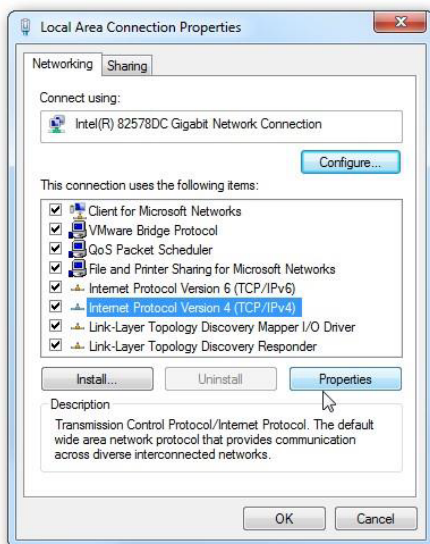 Local Area Connection Properties
Networking
Sharing
Connect using:
Intel(R) 82578DC Gigabit Network Connection
Configure...
This connection uses the following items:
Client for Microsoft Networks
VMware Bridge Protocol
QoS Packet Scheduler
File and Printer Sharing for Microsoft Networks
Internet Protocol Version 6 (TCP/IPv6)
Internet Protocol Version 4 (TCP/IPv4)
Link-Layer Topology Discovery Mapper I/O Driver
Link-Layer Topology Discovery Responder
Install...
Uninstall
Properties
Description
Transmission Control Protocol/Internet Protocol. The default
wide area network protocol that provides communication
across diverse interconnected networks.
OK
Cancel